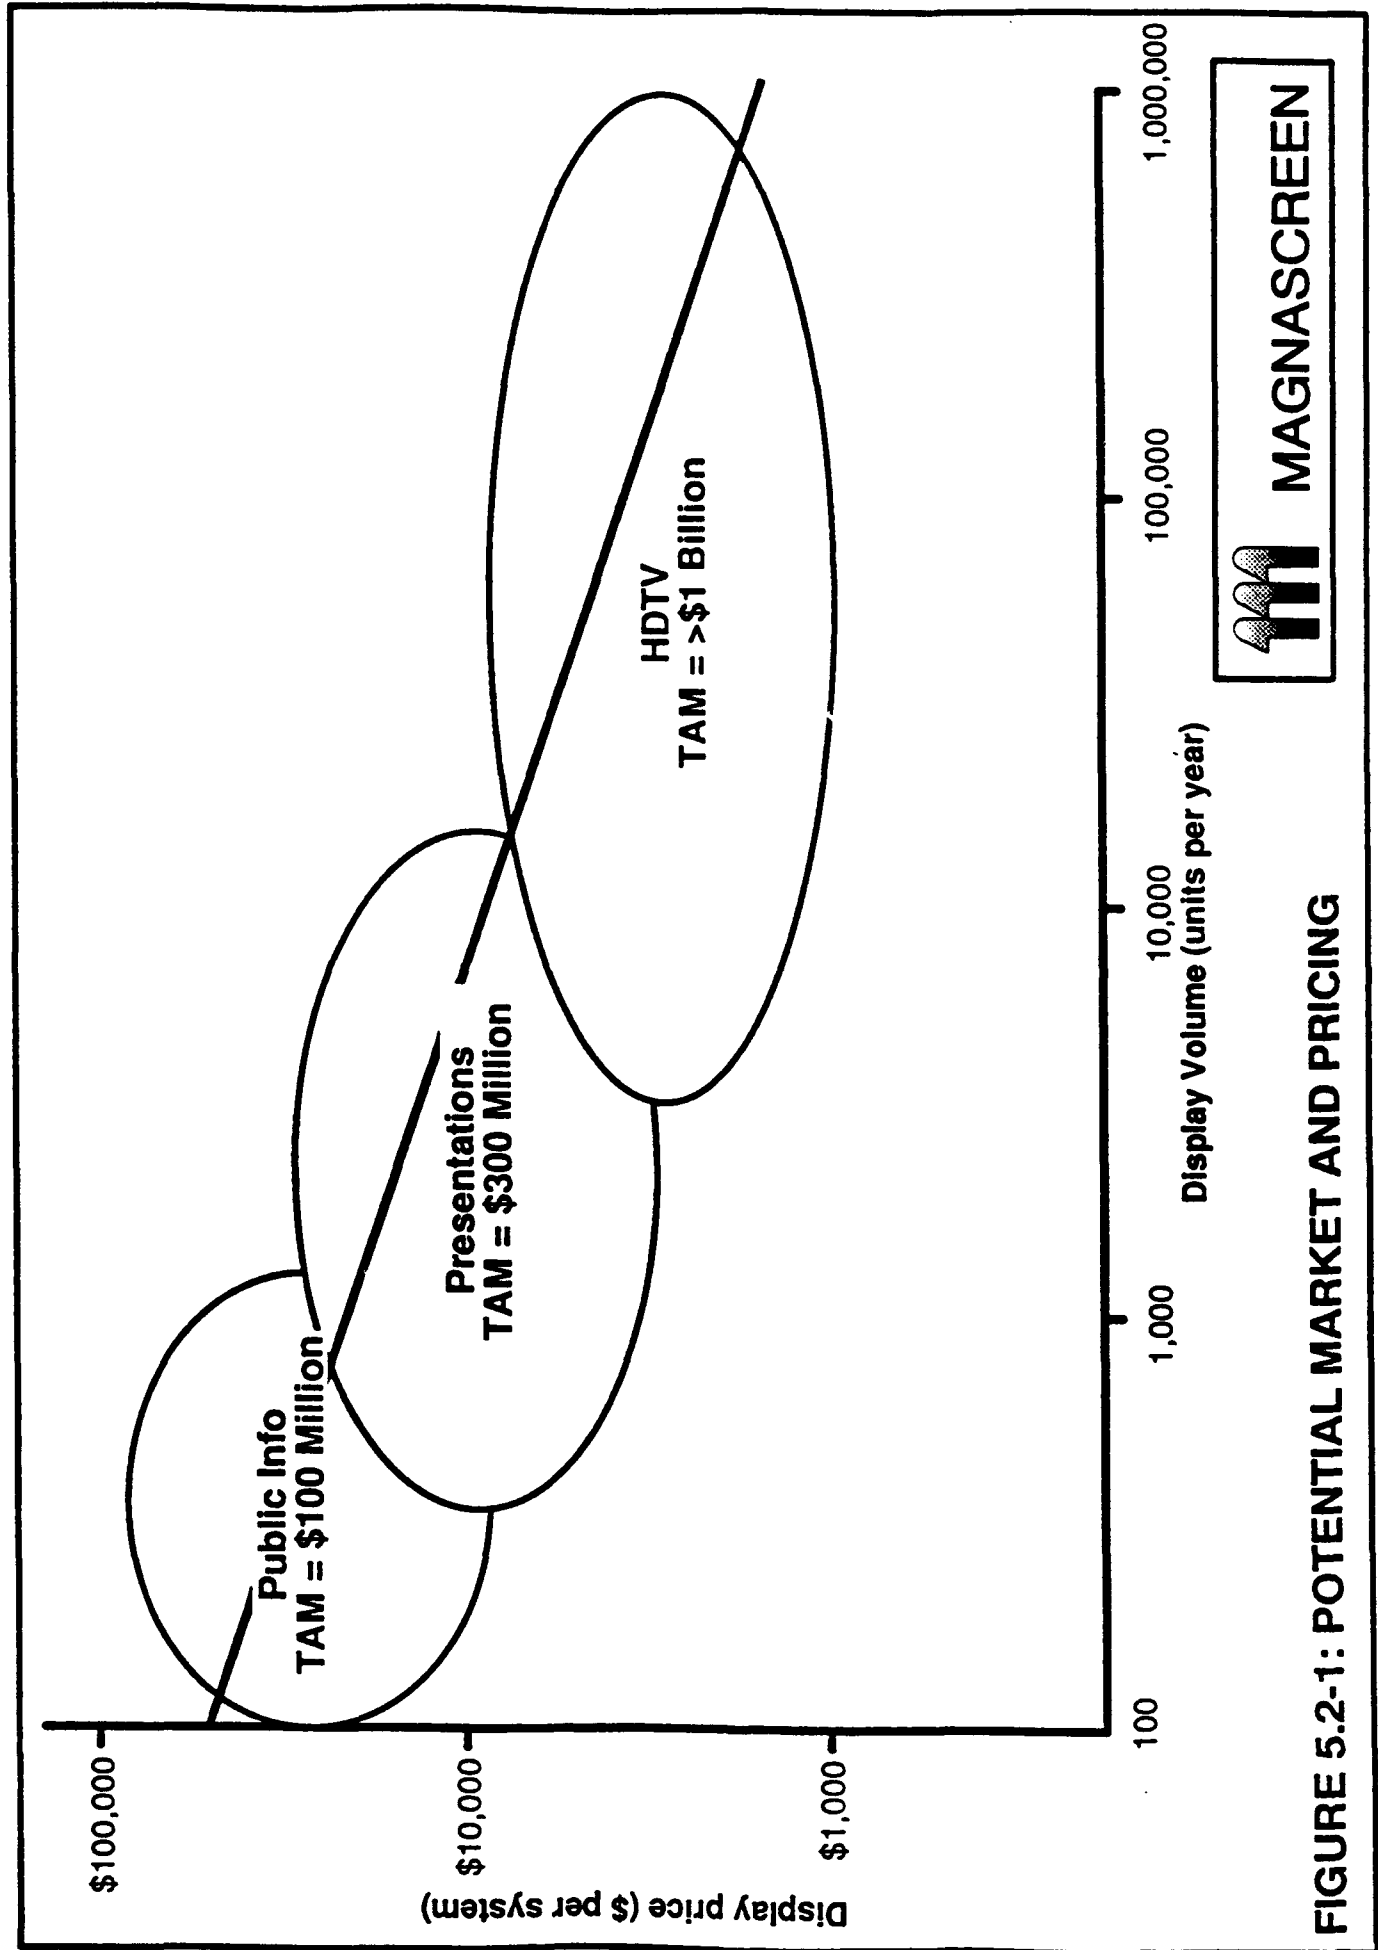 Display price ($ per system)
$100,000
$10,000
$1,000
Public Info
TAM = $100 Million
Presentations
TAM = $300 Million
HDTV
TAM = >$1 Billion
100
1,000
10,000
100,000
1,000,000
Display Volume (units per year)
FIGURE 5.2-1: POTENTIAL MARKET AND PRICING
MAGNASCREEN